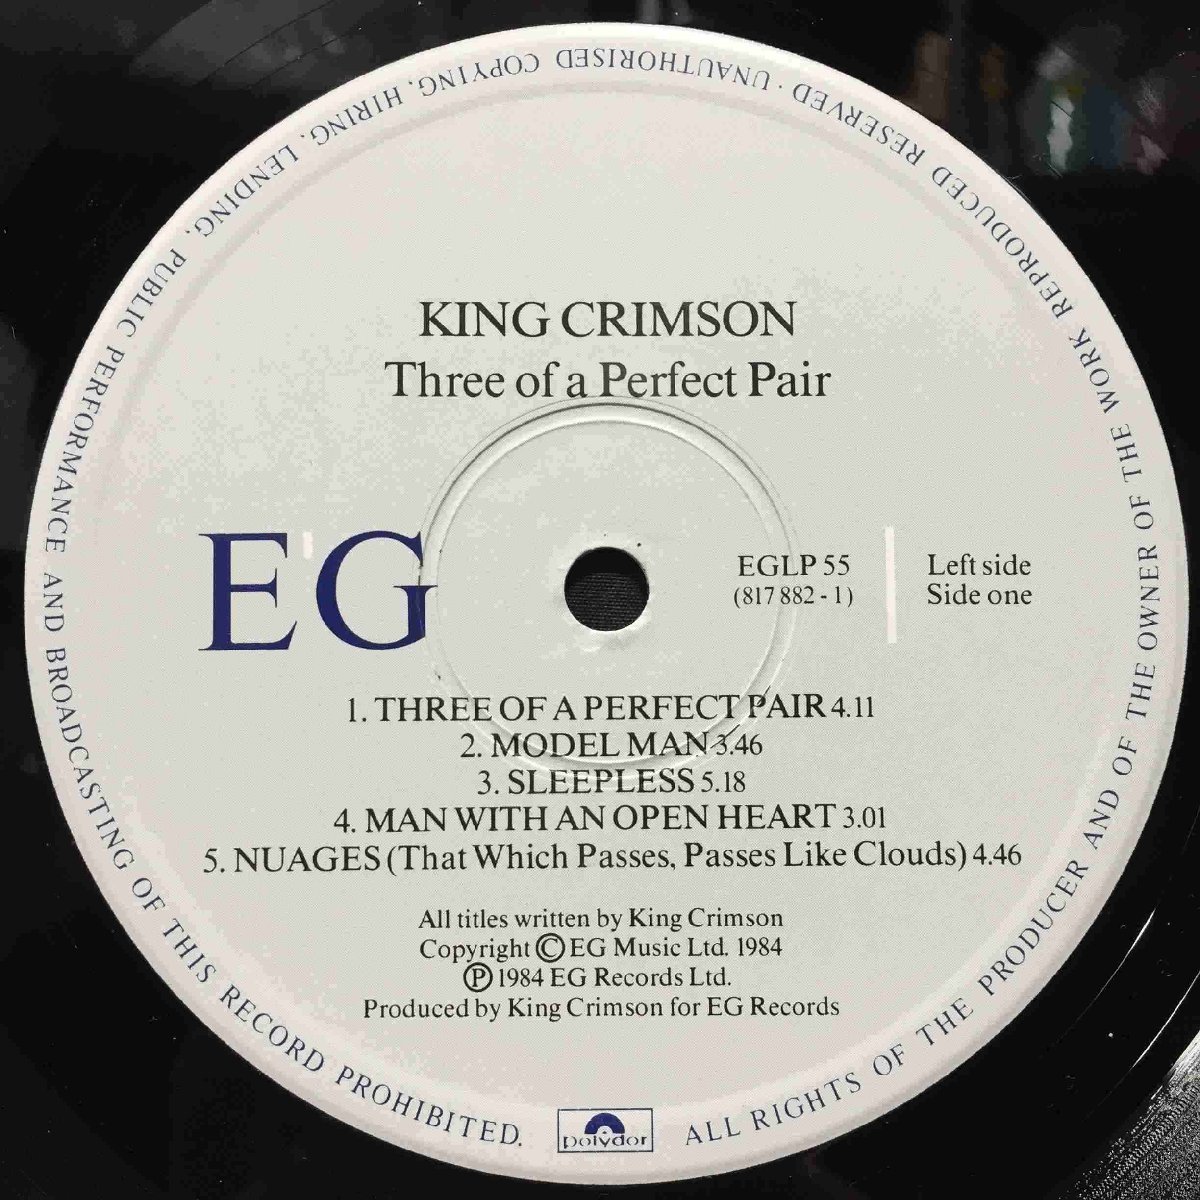 KING CRIMSON
Three of a Perfect Pair
EG
EGLP 55
(817 882 - 1)
Left side
Side one
1. THREE OF A PERFECT PAIR 4.11
2. MODEL MAN 3.46
3. SLEEPLESS 5.18
4. MAN WITH AN OPEN HEART 3.01
5. NUAGES (That Which Passes, Passes Like Clouds) 4.46
All titles written by King Crimson
Copyright © EG Music Ltd. 1984
℗ 1984 EG Records Ltd.
Produced by King Crimson for EG Records
polydor
ALL RIGHTS OF THE PRODUCER AND OF THE OWNER OF THE WORK REPRODUCED RESERVED · UNAUTHORISED COPYING, HIRING, LENDING, PUBLIC PERFORMANCE AND BROADCASTING OF THIS RECORD PROHIBITED.